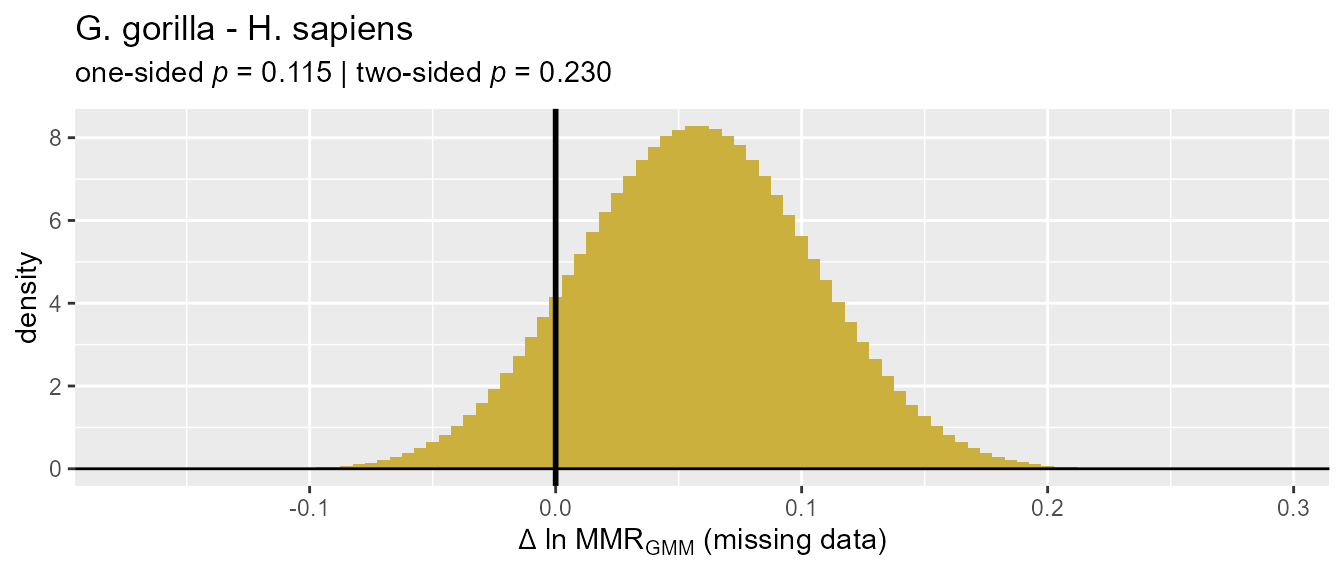 G. gorilla - H. sapiens
one-sided p = 0.115 | two-sided p = 0.230
density
8
6
4
2
0
-0.1 0.0 0.1 0.2 0.3
Δ ln MMR_GMM (missing data)